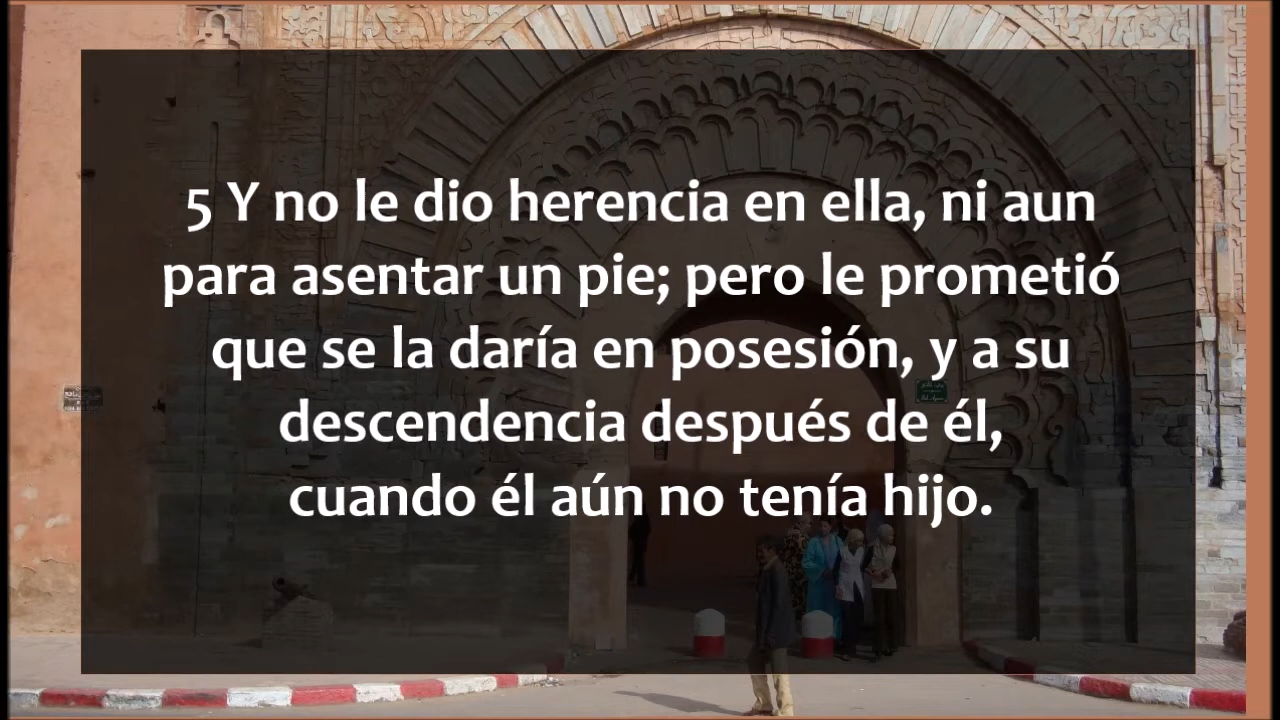 5 Y no le dio herencia en ella, ni aun
para asentar un pie; pero le prometió
que se la daría en posesión, y a su
descendencia después de él,
cuando él aún no tenía hijo.